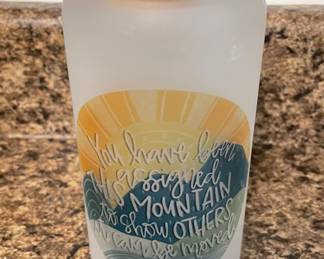 You have been
assigned
MOUNTAIN
to show OTHERS
can be moved